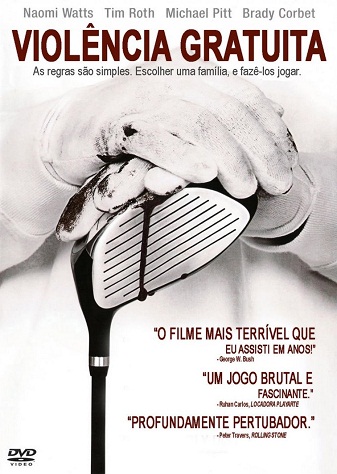 Naomi Watts Tim Roth Michael Pitt Brady Corbet
VIOLÊNCIA GRATUITA
As regras são simples. Escolher uma família, e fazê-los jogar.
"O FILME MAIS TERRÍVEL QUE
EU ASSISTI EM ANOS!"
- George W. Bush
"UM JOGO BRUTAL E
FASCINANTE."
- Ruhan Carlos, LOCADORA PLAYARTE
"PROFUNDAMENTE PERTUBADOR."
- Peter Travers, ROLLING STONE
DVD
VIDEO